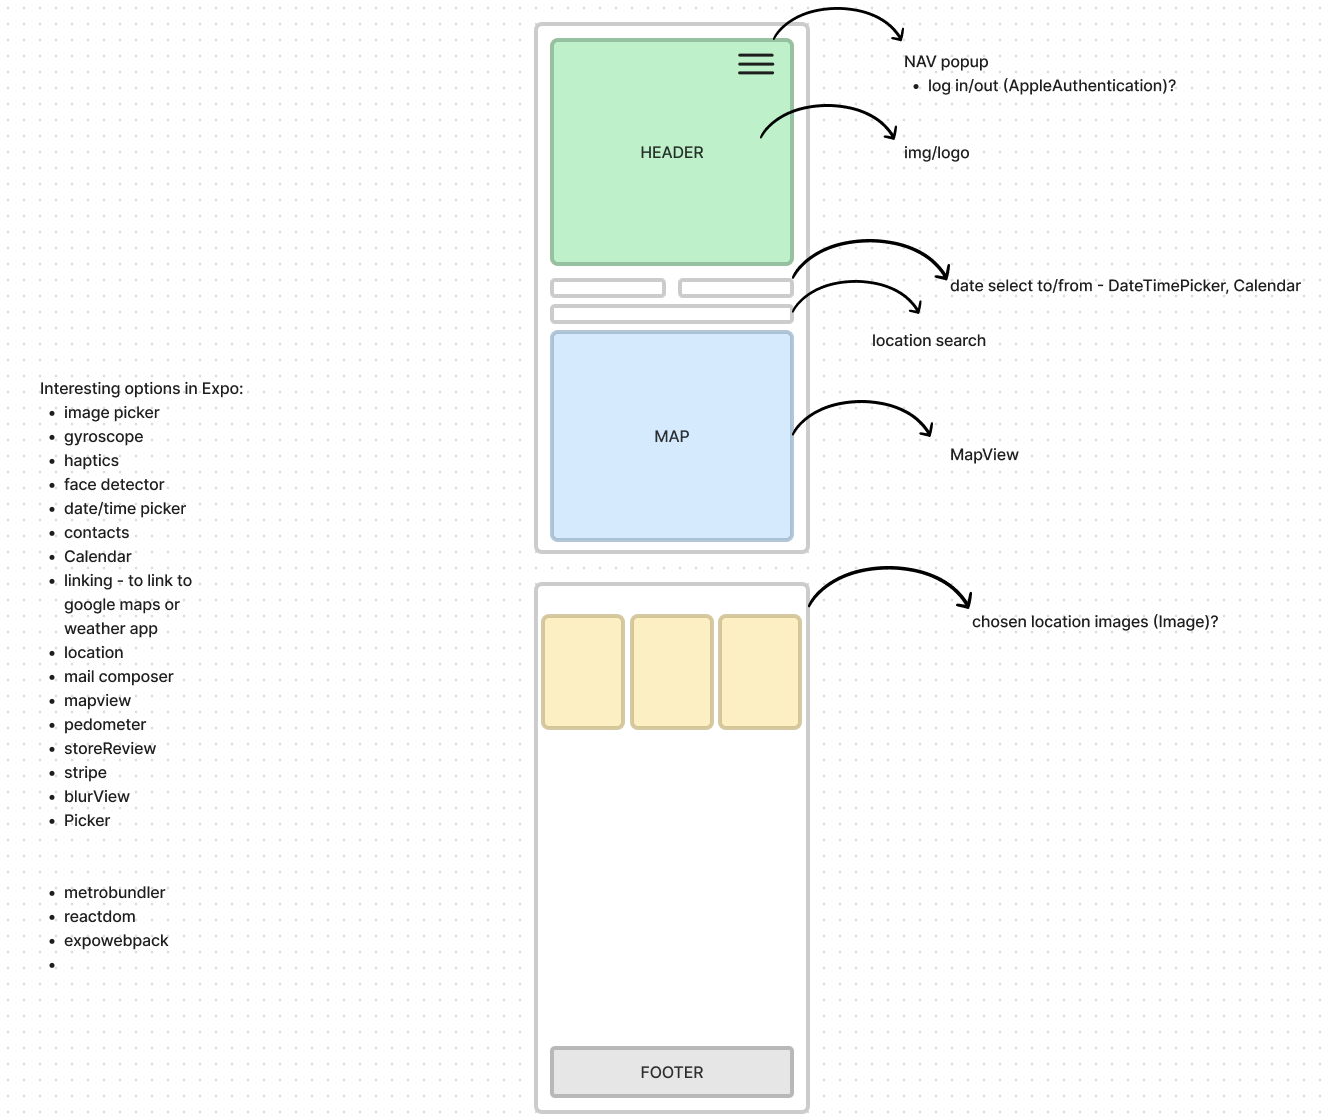 NAV popup
• log in/out (AppleAuthentication)?
HEADER
img/logo
date select to/from - DateTimePicker, Calendar
location search
Interesting options in Expo:
• image picker
• gyroscope
• haptics
• face detector
• date/time picker
• contacts
• Calendar
• linking - to link to
google maps or
weather app
• location
• mail composer
• mapview
• pedometer
• storeReview
• stripe
• blurView
• Picker
• metrobundler
• reactdom
• expowebpack
•
MAP
MapView
chosen location images (Image)?
FOOTER